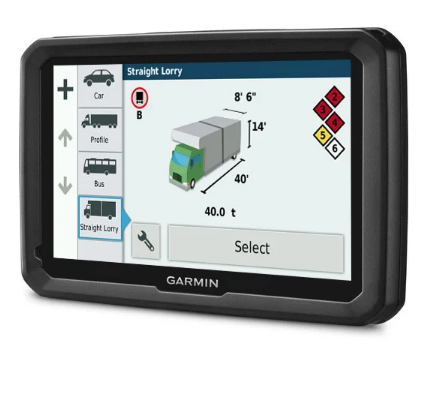 Straight Lorry
Car
Profile
Bus
Straight Lorry
B
8' 6"
14'
40'
40.0 t
2
3
4
5
6
Select
GARMIN